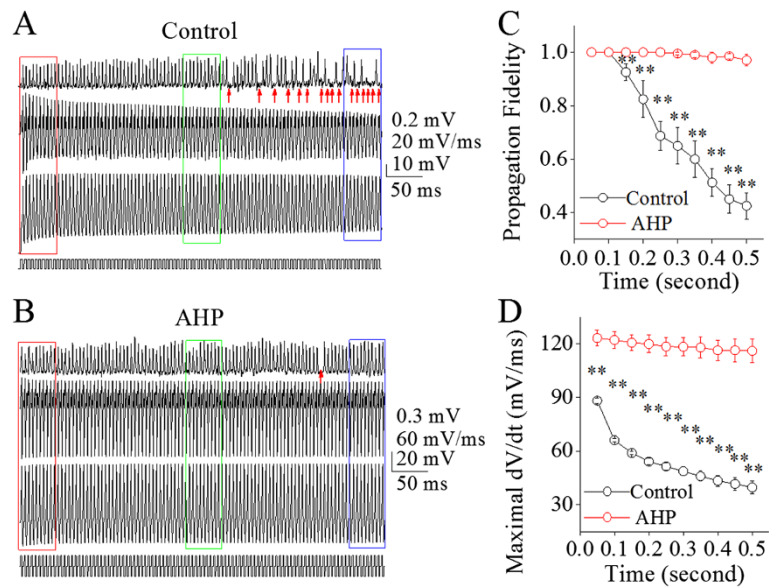 A
Control
0.2 mV
20 mV/ms
10 mV
50 ms
B
AHP
0.3 mV
60 mV/ms
20 mV
50 ms
C
Propagation Fidelity
1.0
0.8
0.6
0.4
**
**
**
**
**
**
**
**
Control
AHP
0.0 0.1 0.2 0.3 0.4 0.5
Time (second)
D
Maximal dV/dt (mV/ms)
120
90
60
30
**
**
**
**
**
**
**
**
**
**
Control
AHP
0.0 0.1 0.2 0.3 0.4 0.5
Time (second)